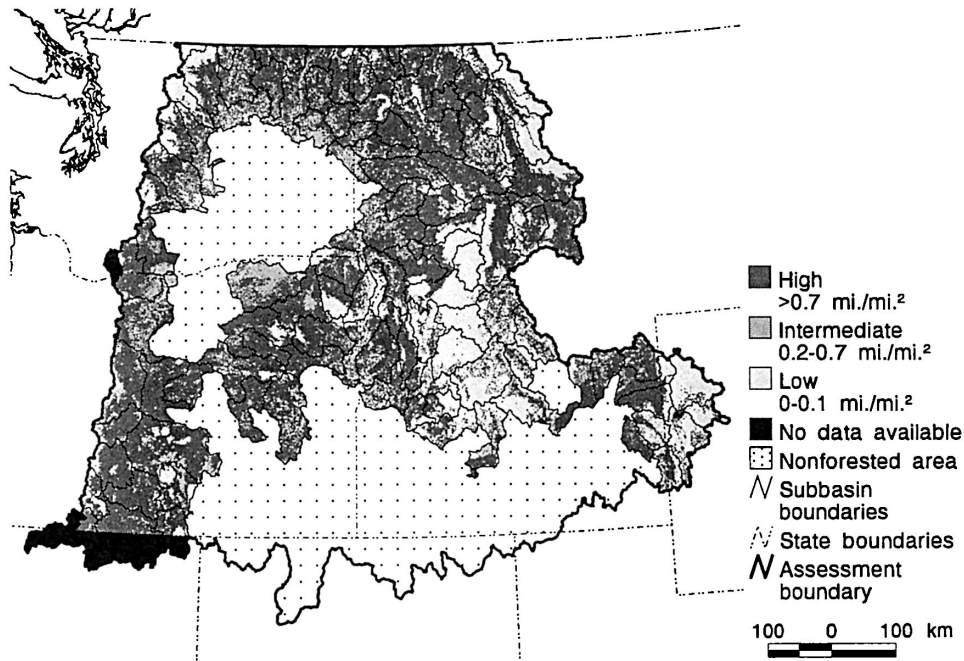 High
>0.7 mi./mi.²
Intermediate
0.2-0.7 mi./mi.²
Low
0-0.1 mi./mi.²
No data available
Nonforested area
Subbasin
boundaries
State boundaries
Assessment
boundary
100 0 100 km